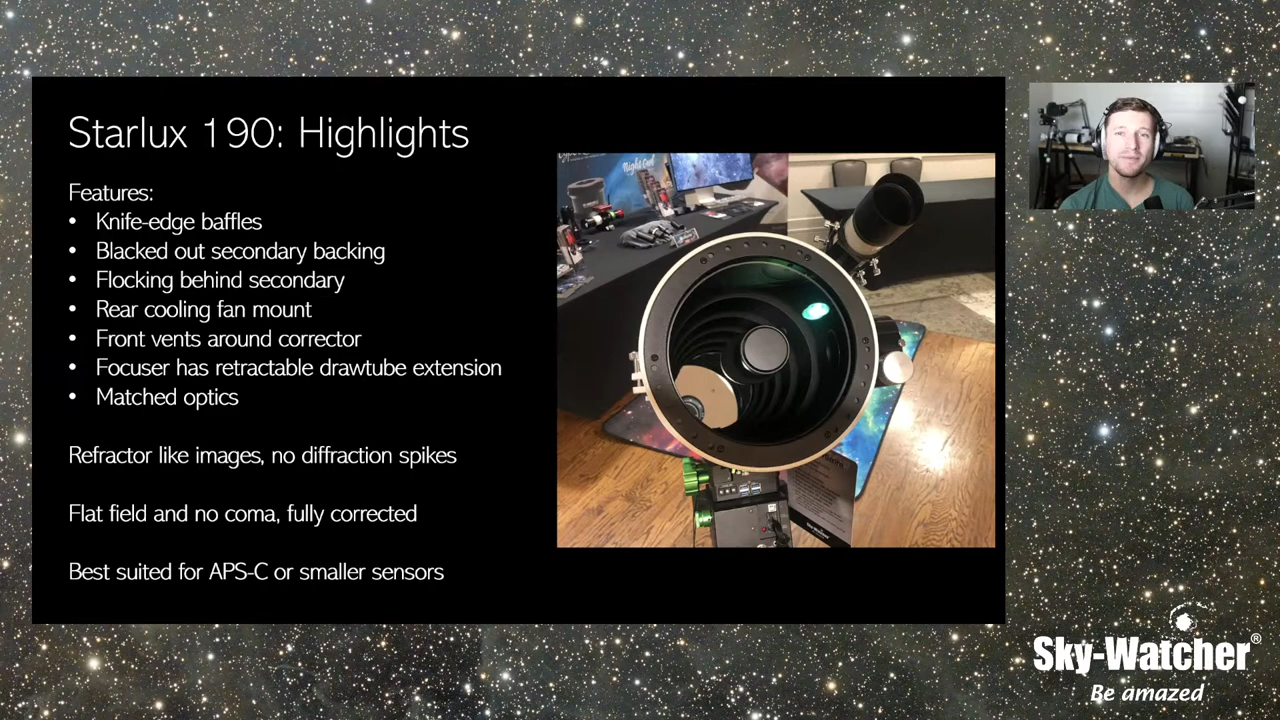 Starlux 190: Highlights
Features:
• Knife-edge baffles
• Blacked out secondary backing
• Flocking behind secondary
• Rear cooling fan mount
• Front vents around corrector
• Focuser has retractable drawtube extension
• Matched optics
Refractor like images, no diffraction spikes
Flat field and no coma, fully corrected
Best suited for APS-C or smaller sensors
Sky-Watcher®
Be amazed